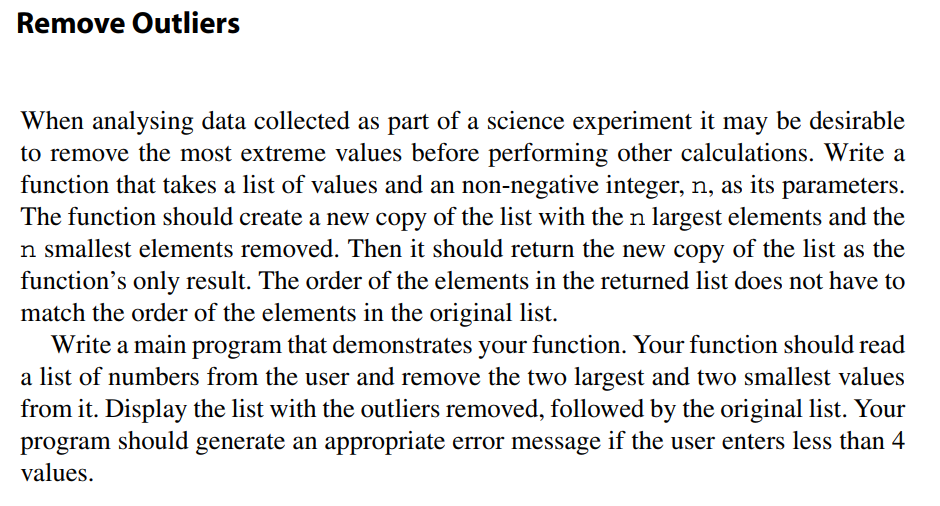 Remove Outliers
When analysing data collected as part of a science experiment it may be desirable
to remove the most extreme values before performing other calculations. Write a
function that takes a list of values and an non-negative integer, n, as its parameters.
The function should create a new copy of the list with the n largest elements and the
n smallest elements removed. Then it should return the new copy of the list as the
function’s only result. The order of the elements in the returned list does not have to
match the order of the elements in the original list.
Write a main program that demonstrates your function. Your function should read
a list of numbers from the user and remove the two largest and two smallest values
from it. Display the list with the outliers removed, followed by the original list. Your
program should generate an appropriate error message if the user enters less than 4
values.